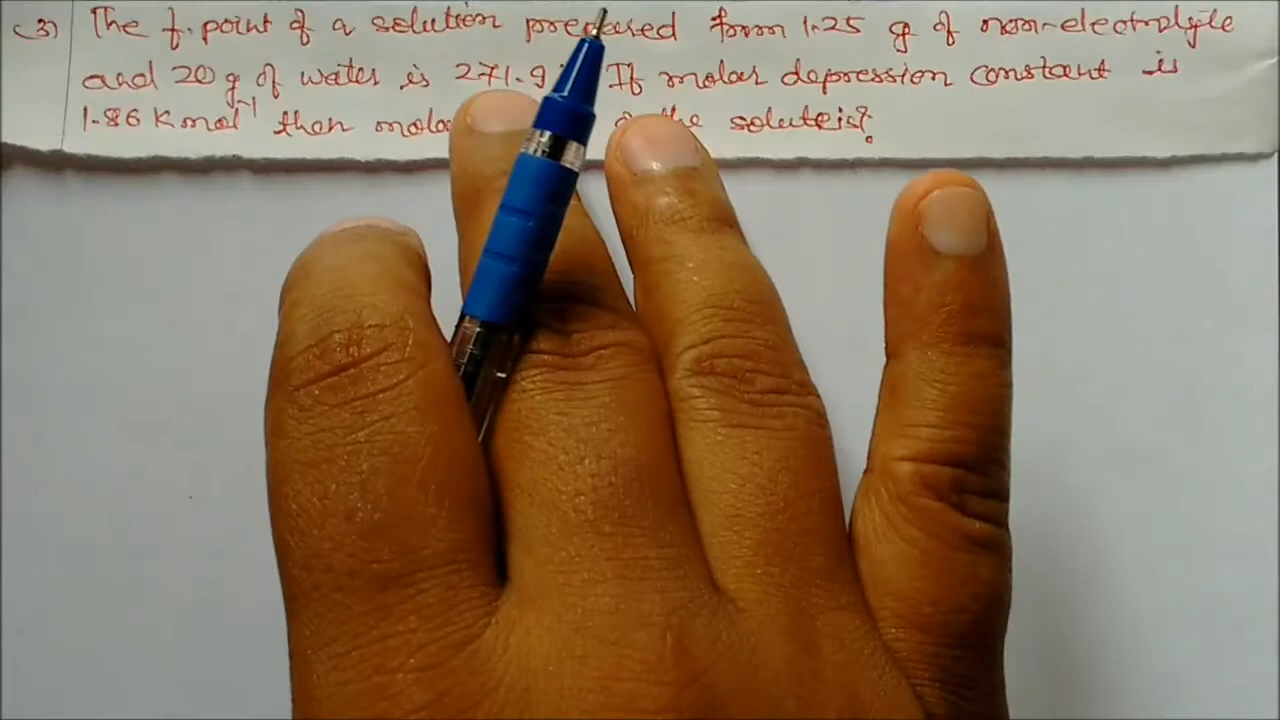 (3) The f. point of a solution prepared from 1.25 g of non-electrolyte
and 20 g of water is 271.9 If molar depression constant is
1.86 K mol⁻¹ then the solute is?